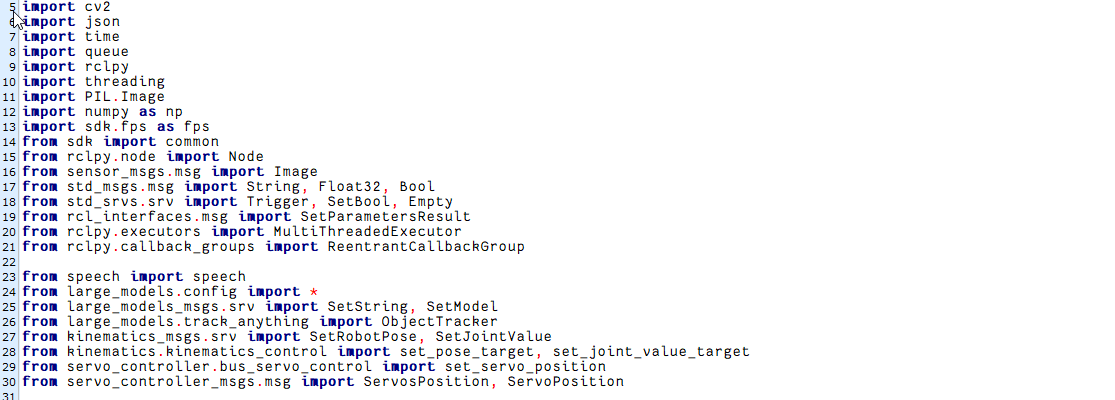 5 import cv2
6 import json
7 import time
8 import queue
9 import rclpy
10 import threading
11 import PIL.Image
12 import numpy as np
13 import sdk.fps as fps
14 from sdk import common
15 from rclpy.node import Node
16 from sensor_msgs.msg import Image
17 from std_msgs.msg import String, Float32, Bool
18 from std_srvs.srv import Trigger, SetBool, Empty
19 from rcl_interfaces.msg import SetParametersResult
20 from rclpy.executors import MultiThreadedExecutor
21 from rclpy.callback_groups import ReentrantCallbackGroup
22
23 from speech import speech
24 from large_models.config import *
25 from large_models_msgs.srv import SetString, SetModel
26 from large_models.track_anything import ObjectTracker
27 from kinematics_msgs.srv import SetRobotPose, SetJointValue
28 from kinematics.kinematics_control import set_pose_target, set_joint_value_target
29 from servo_controller.bus_servo_control import set_servo_position
30 from servo_controller_msgs.msg import ServosPosition, ServoPosition
31